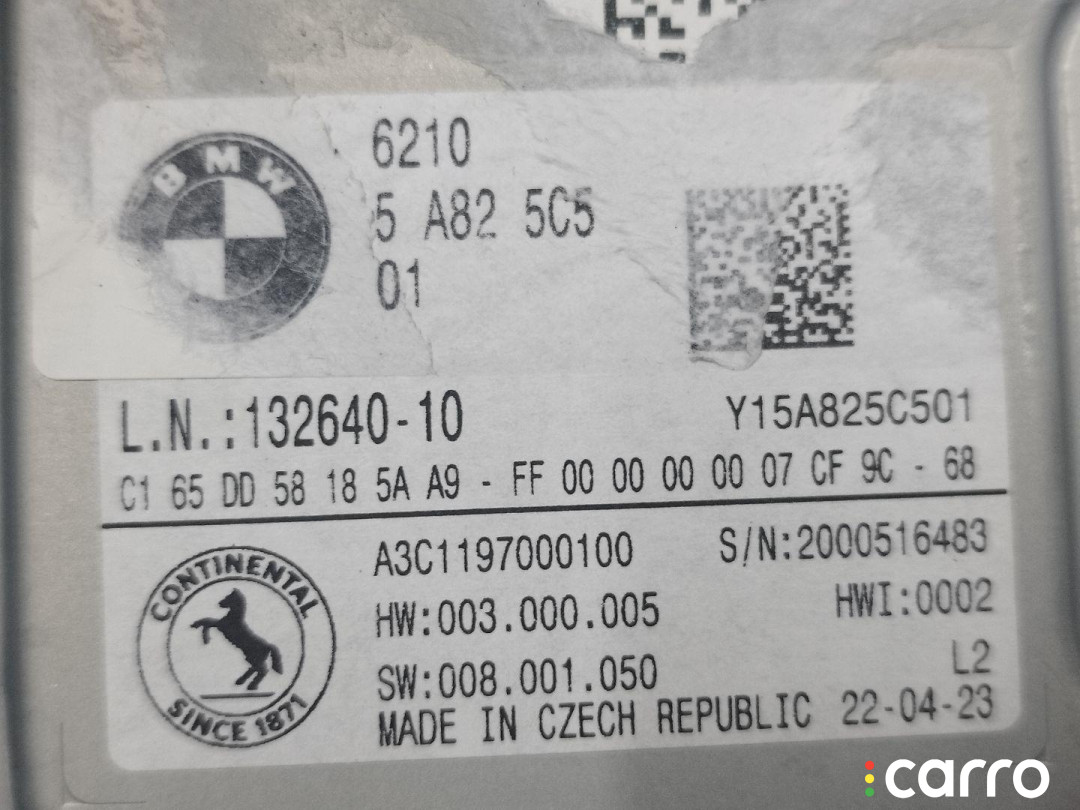 BMW
6210
5 A82 5C5
01
L.N.:132640-10
Y15A825C501
C1 65 DD 58 18 5A A9 - FF 00 00 00 00 07 CF 9C - 68
CONTINENTAL
SINCE 1871
A3C1197000100 S/N:2000516483
HW:003.000.005 HWI:0002
SW:008.001.050 L2
MADE IN CZECH REPUBLIC 22-04-23
carro